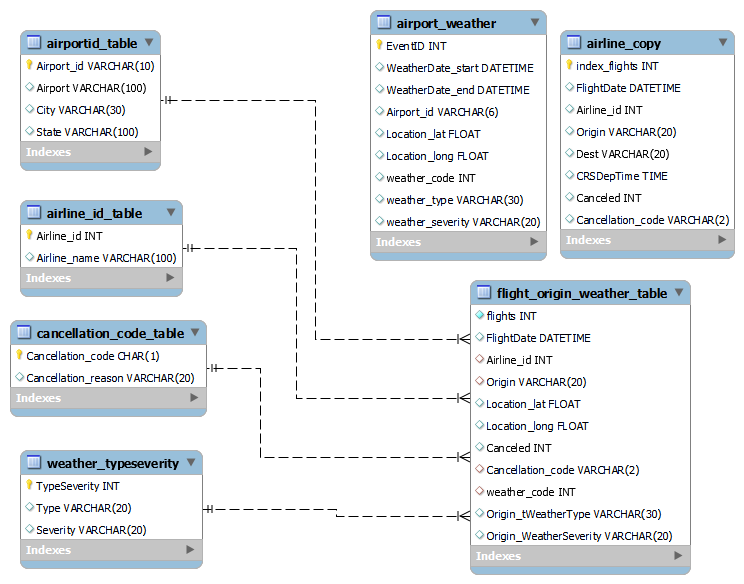 airportid_table
Airport_id VARCHAR(10)
Airport VARCHAR(100)
City VARCHAR(30)
State VARCHAR(100)
Indexes
airport_weather
EventID INT
WeatherDate_start DATETIME
WeatherDate_end DATETIME
Airport_id VARCHAR(6)
Location_lat FLOAT
Location_long FLOAT
weather_code INT
weather_type VARCHAR(30)
weather_severity VARCHAR(20)
Indexes
airline_copy
index_flights INT
FlightDate DATETIME
Airline_id INT
Origin VARCHAR(20)
Dest VARCHAR(20)
CRSDepTime TIME
Canceled INT
Cancellation_code VARCHAR(2)
Indexes
airline_id_table
Airline_id INT
Airline_name VARCHAR(100)
Indexes
cancellation_code_table
Cancellation_code CHAR(1)
Cancellation_reason VARCHAR(20)
Indexes
weather_typeseverity
TypeSeverity INT
Type VARCHAR(20)
Severity VARCHAR(20)
Indexes
flight_origin_weather_table
flights INT
FlightDate DATETIME
Airline_id INT
Origin VARCHAR(20)
Location_lat FLOAT
Location_long FLOAT
Canceled INT
Cancellation_code VARCHAR(2)
weather_code INT
Origin_tWeatherType VARCHAR(30)
Origin_WeatherSeverity VARCHAR(20)
Indexes